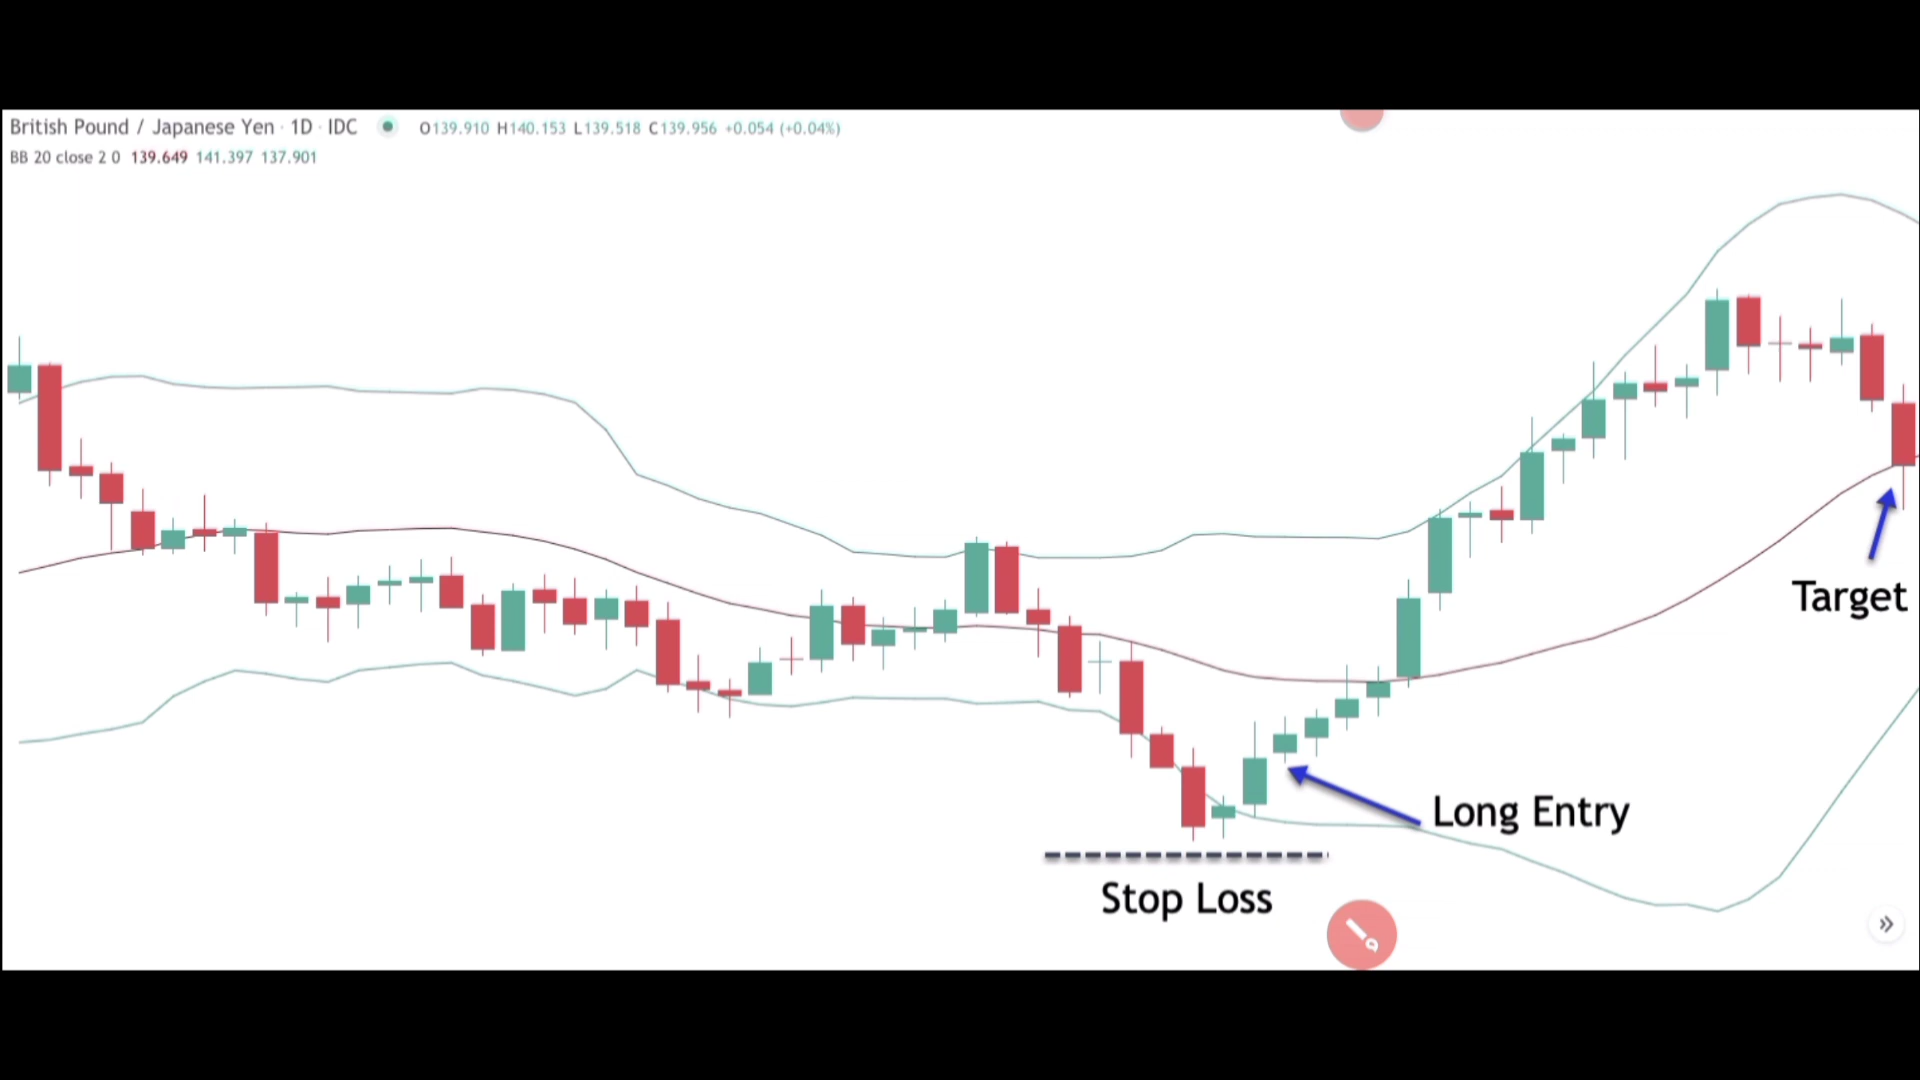 British Pound / Japanese Yen · 1D · IDC O139.910 H140.153 L139.518 C139.956 +0.054 (+0.04%)
BB 20 close 2 0 139.649 141.397 137.901
Target
Long Entry
Stop Loss